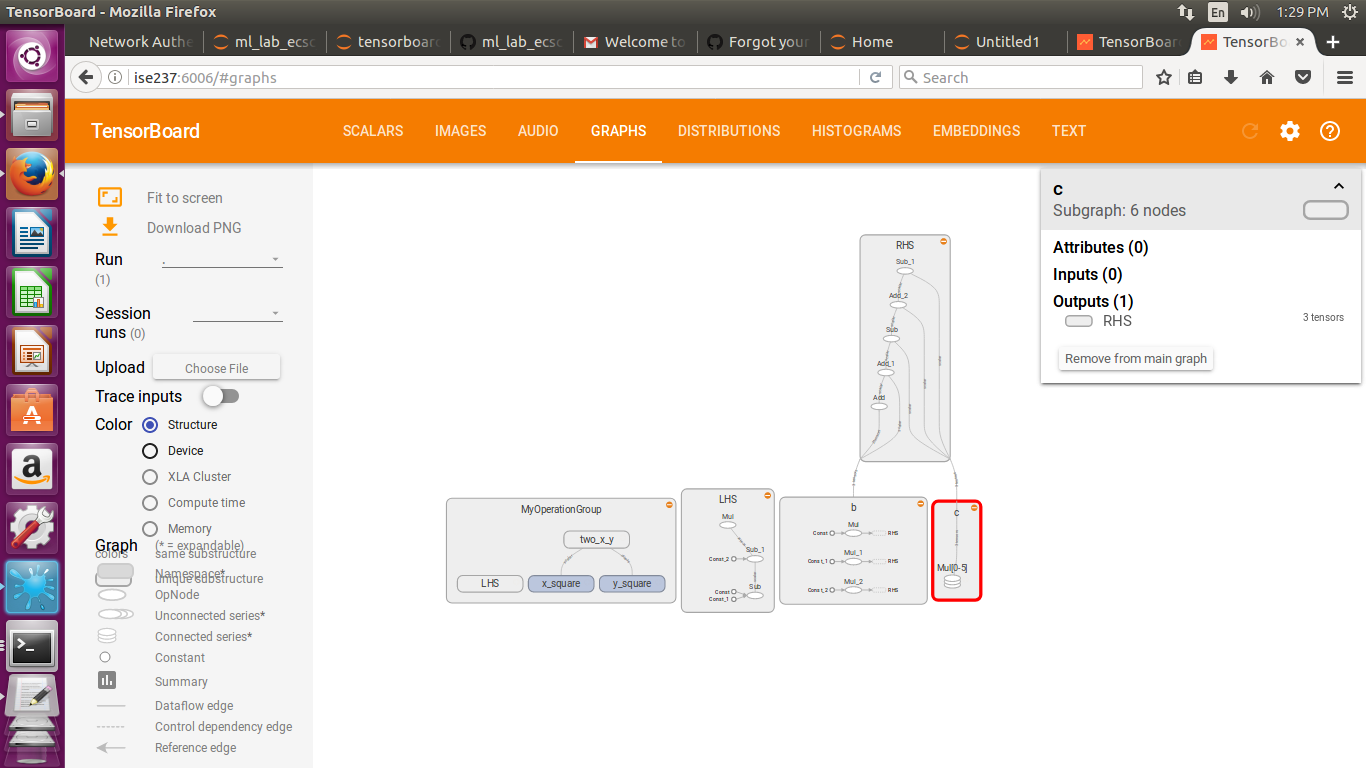 TensorBoard - Mozilla Firefox
En
1:29 PM
Network Authe
ml_lab_ecsc
tensorboard
ml_lab_ecsc
Welcome to
Forgot your
Home
Untitled1
TensorBoar
TensorBo
ise237:6006/#graphs
Search
TensorBoard
SCALARS
IMAGES
AUDIO
GRAPHS
DISTRIBUTIONS
HISTOGRAMS
EMBEDDINGS
TEXT
Fit to screen
Download PNG
Run
(1)
.
Session
runs (0)
Upload
Choose File
Trace inputs
Color
Structure
Device
XLA Cluster
Compute time
Memory
Graph
(* = expandable)
colors
same substructure
Namespace*
unique substructure
OpNode
Unconnected series*
Connected series*
Constant
Summary
Dataflow edge
Control dependency edge
Reference edge
RHS
Sub_1
Add_2
Sub
Add_1
Add
MyOperationGroup
two_x_y
LHS
x_square
y_square
LHS
Mul
Sub_1
Const_2
Sub
Const
Const_1
b
Mul
Const
RHS
Mul_1
Const_1
RHS
Mul_2
Const_2
RHS
c
Mul[0-5]
c
Subgraph: 6 nodes
Attributes (0)
Inputs (0)
Outputs (1)
RHS
3 tensors
Remove from main graph